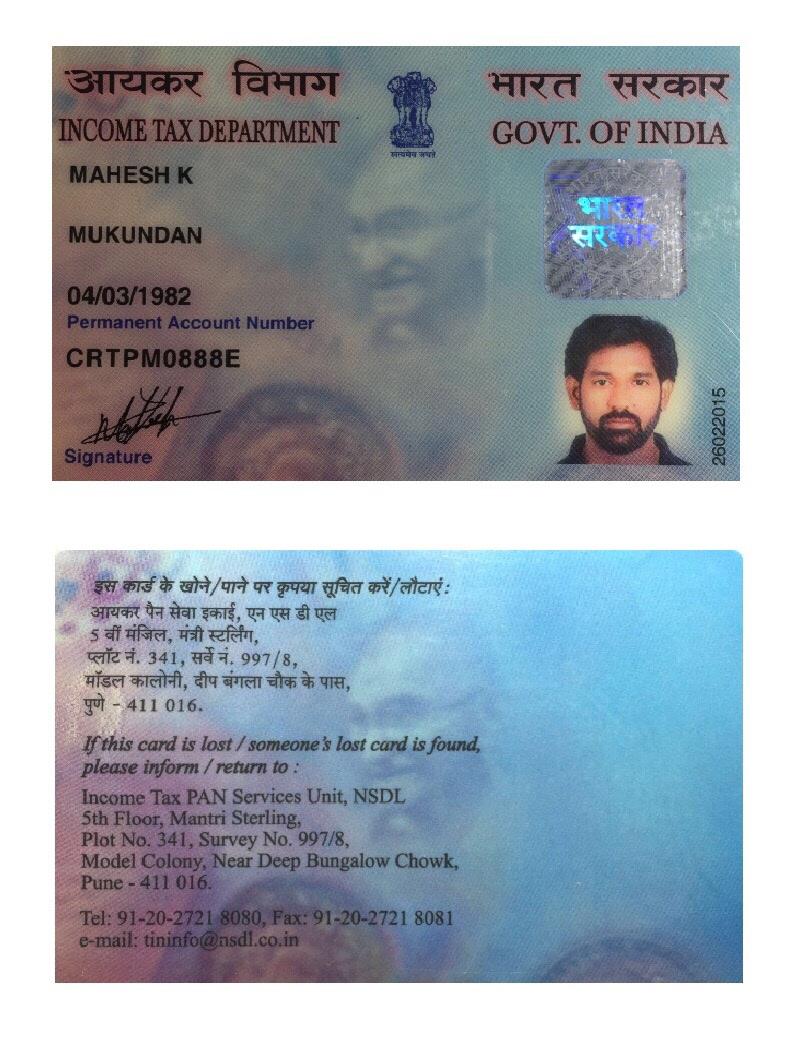 आयकर विभाग
INCOME TAX DEPARTMENT
सत्यमेव जयते
भारत सरकार
GOVT. OF INDIA
MAHESH K
MUKUNDAN
04/03/1982
Permanent Account Number
CRTPM0888E
Signature
भारत
सरकार
26022015
इस कार्ड के खोने/पाने पर कृपया सूचित करें/लौटाएं :
आयकर पैन सेवा इकाई, एन एस डी एल
5 वीं मंजिल, मंत्री स्टर्लिंग,
प्लॉट नं. 341, सर्वे नं. 997/8,
मॉडल कालोनी, दीप बंगला चौक के पास,
पुणे - 411 016.
If this card is lost / someone's lost card is found,
please inform / return to :
Income Tax PAN Services Unit, NSDL
5th Floor, Mantri Sterling,
Plot No. 341, Survey No. 997/8,
Model Colony, Near Deep Bungalow Chowk,
Pune - 411 016.
Tel: 91-20-2721 8080, Fax: 91-20-2721 8081
e-mail: tininfo@nsdl.co.in